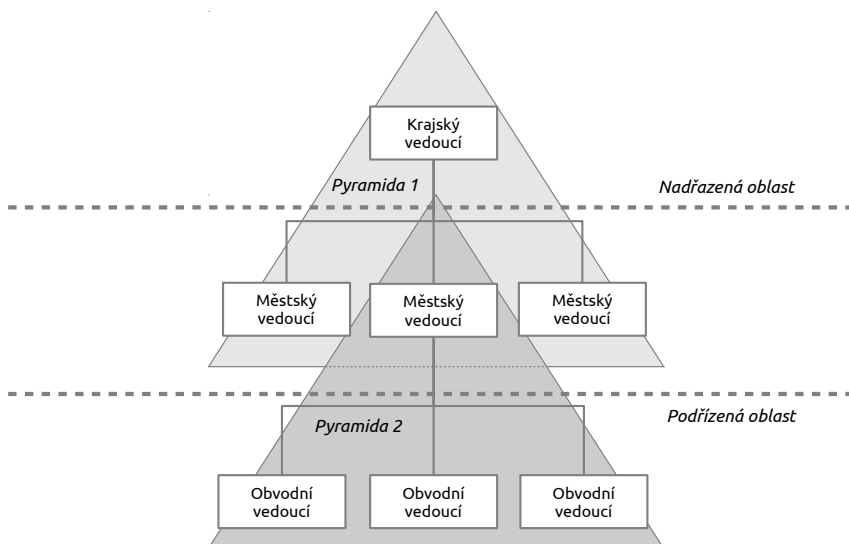 Krajský
vedoucí
Pyramida 1
Nadřazená oblast
Městský
vedoucí
Městský
vedoucí
Městský
vedoucí
Pyramida 2
Podřízená oblast
Obvodní
vedoucí
Obvodní
vedoucí
Obvodní
vedoucí